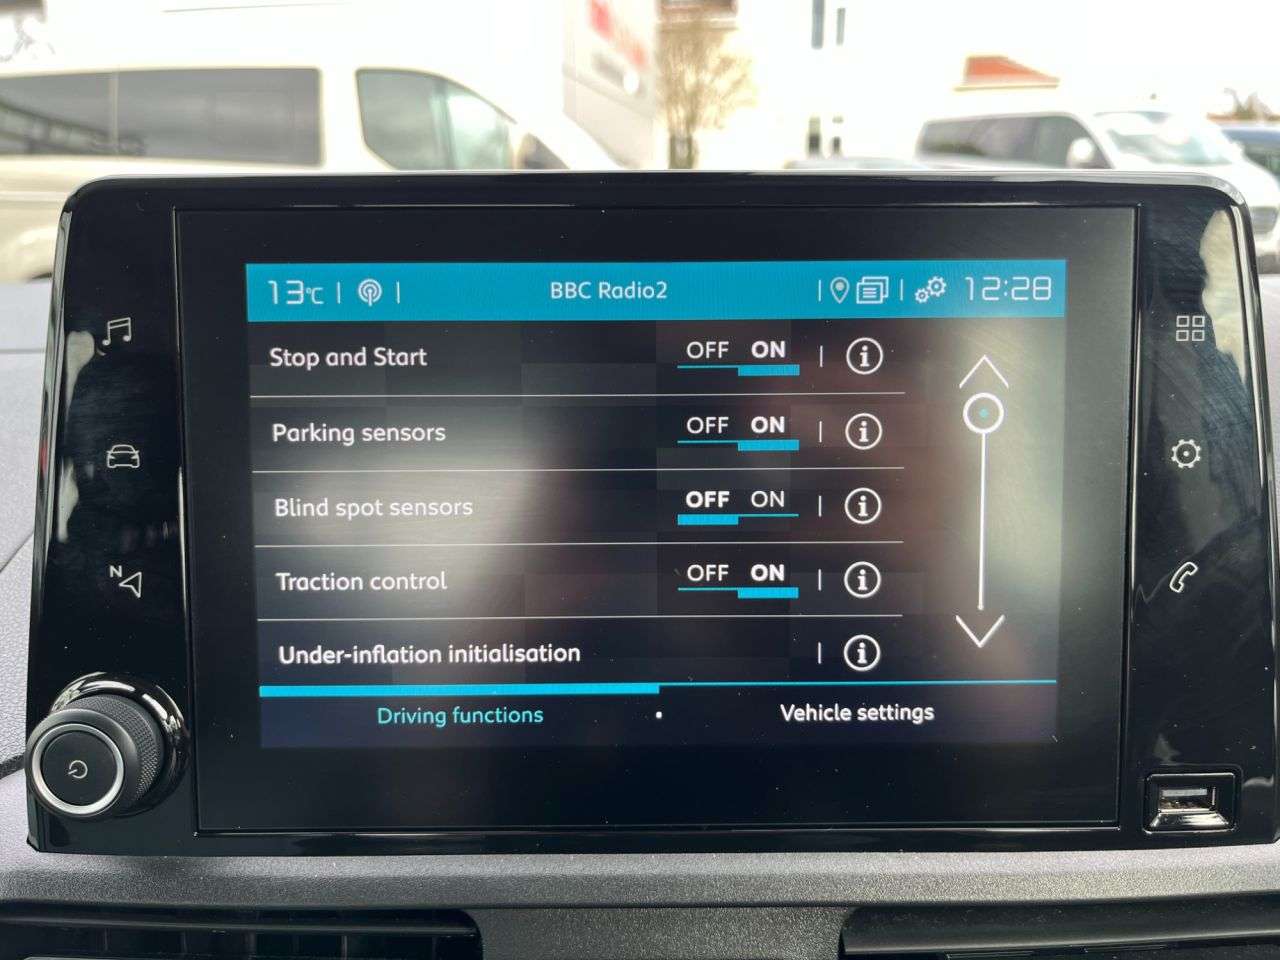 13°C | | BBC Radio2 | | 12:28
Stop and Start OFF ON | i
Parking sensors OFF ON | i
Blind spot sensors OFF ON | i
Traction control OFF ON | i
Under-inflation initialisation | i
Driving functions • Vehicle settings
N